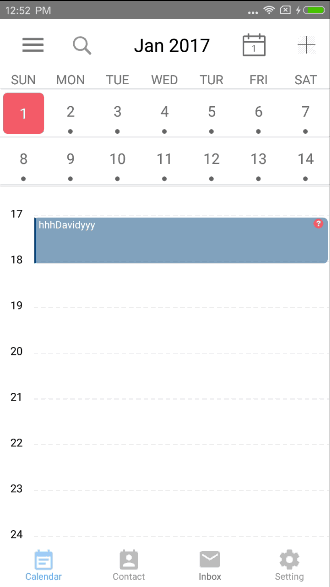 12:52 PM
Jan 2017
1
SUN MON TUE WED TUR FRI SAT
1 2 3 4 5 6 7
8 9 10 11 12 13 14
17
hhhDavidyyy
?
18
19
20
21
22
23
24
Calendar Contact Inbox Setting